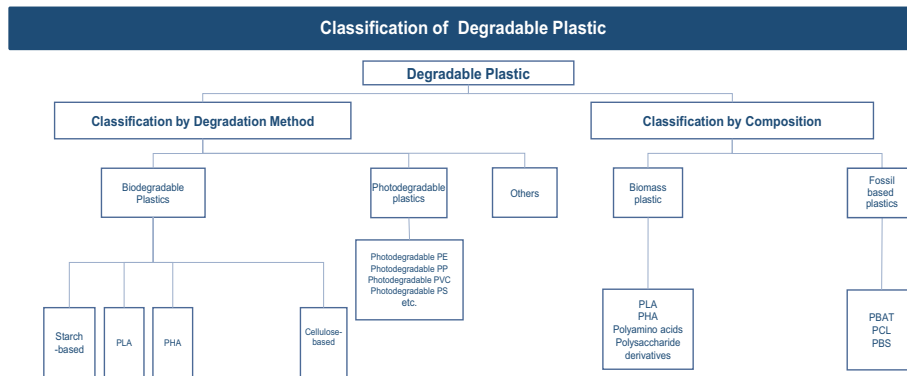 Classification of Degradable Plastic
Degradable Plastic
Classification by Degradation Method
Classification by Composition
Biodegradable
Plastics
Photodegradable
plastics
Others
Biomass
plastic
Fossil
based
plastics
Photodegradable PE
Photodegradable PP
Photodegradable PVC
Photodegradable PS
etc.
Starch
-based
PLA
PHA
Cellulose-
based
PLA
PHA
Polyamino acids
Polysaccharide
derivatives
PBAT
PCL
PBS